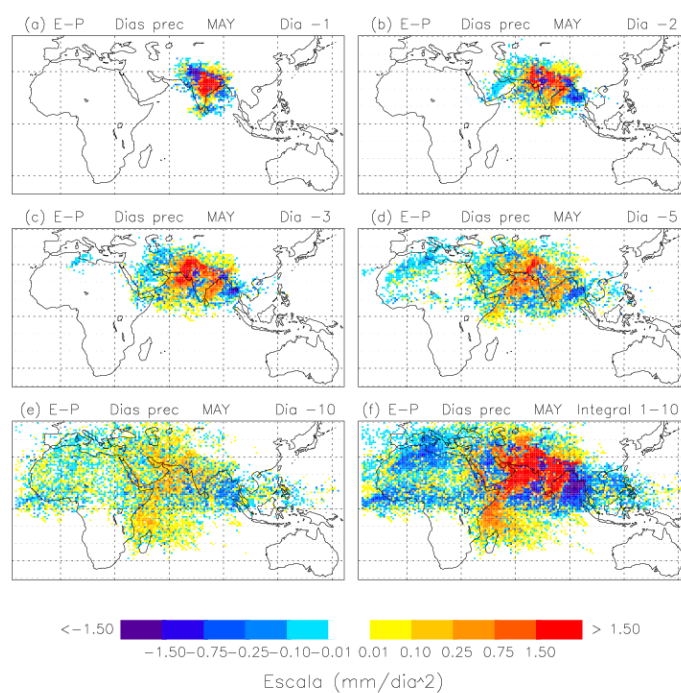 (a) E-P Dias prec MAY Dia -1
(b) E-P Dias prec MAY Dia -2
(c) E-P Dias prec MAY Dia -3
(d) E-P Dias prec MAY Dia -5
(e) E-P Dias prec MAY Dia -10
(f) E-P Dias prec MAY Integral 1-10
<-1.50 > 1.50
-1.50-0.75-0.25-0.10-0.01 0.01 0.10 0.25 0.75 1.50
Escala (mm/dia^2)